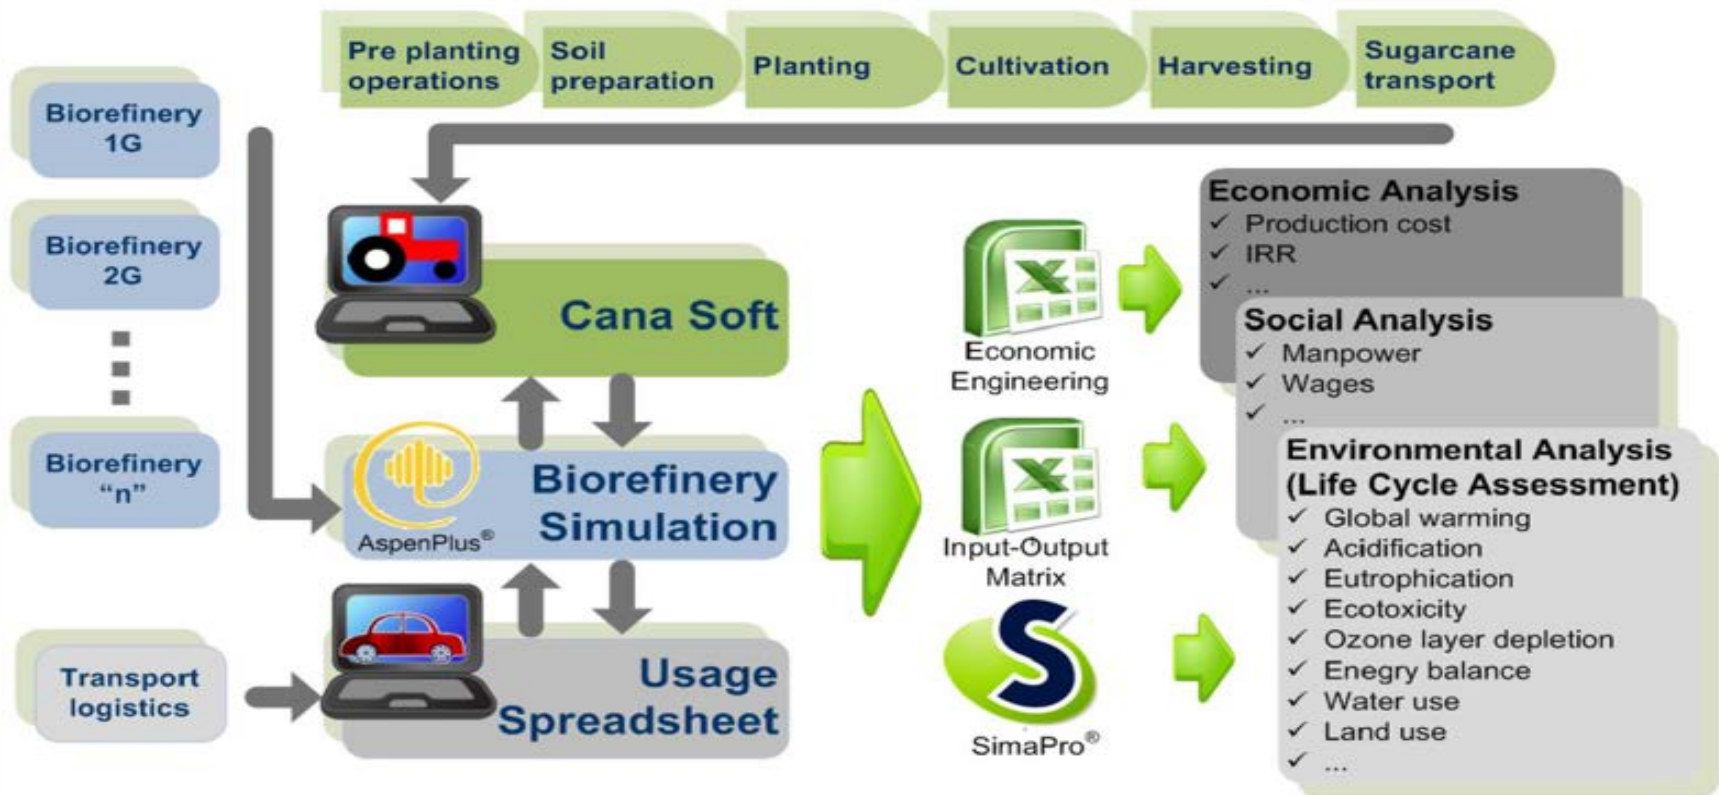 Pre planting
operations
Soil
preparation
Planting
Cultivation
Harvesting
Sugarcane
transport
Biorefinery
1G
Biorefinery
2G
Biorefinery
“n”
Transport
logistics
Cana Soft
AspenPlus®
Biorefinery
Simulation
Usage
Spreadsheet
Economic
Engineering
Input-Output
Matrix
SimaPro®
Economic Analysis
✓ Production cost
✓ IRR
✓ ...
Social Analysis
✓ Manpower
✓ Wages
✓ ...
Environmental Analysis
(Life Cycle Assessment)
✓ Global warming
✓ Acidification
✓ Eutrophication
✓ Ecotoxicity
✓ Ozone layer depletion
✓ Enegry balance
✓ Water use
✓ Land use
✓ ...